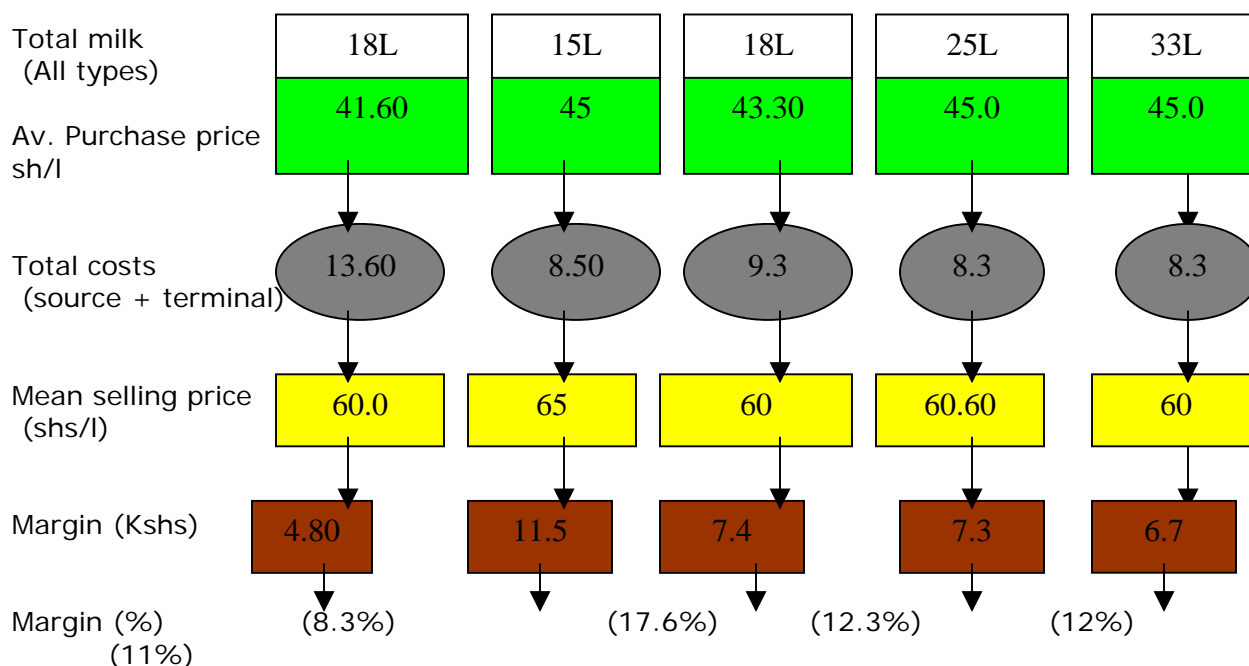 Total milk 18L 15L 18L 25L 33L
(All types)
41.60 45 43.30 45.0 45.0
Av. Purchase price
sh/l
Total costs 13.60 8.50 9.3 8.3 8.3
(source + terminal)
Mean selling price 60.0 65 60 60.60 60
(shs/l)
Margin (Kshs) 4.80 11.5 7.4 7.3 6.7
Margin (%) (8.3%) (17.6%) (12.3%) (12%)
(11%)